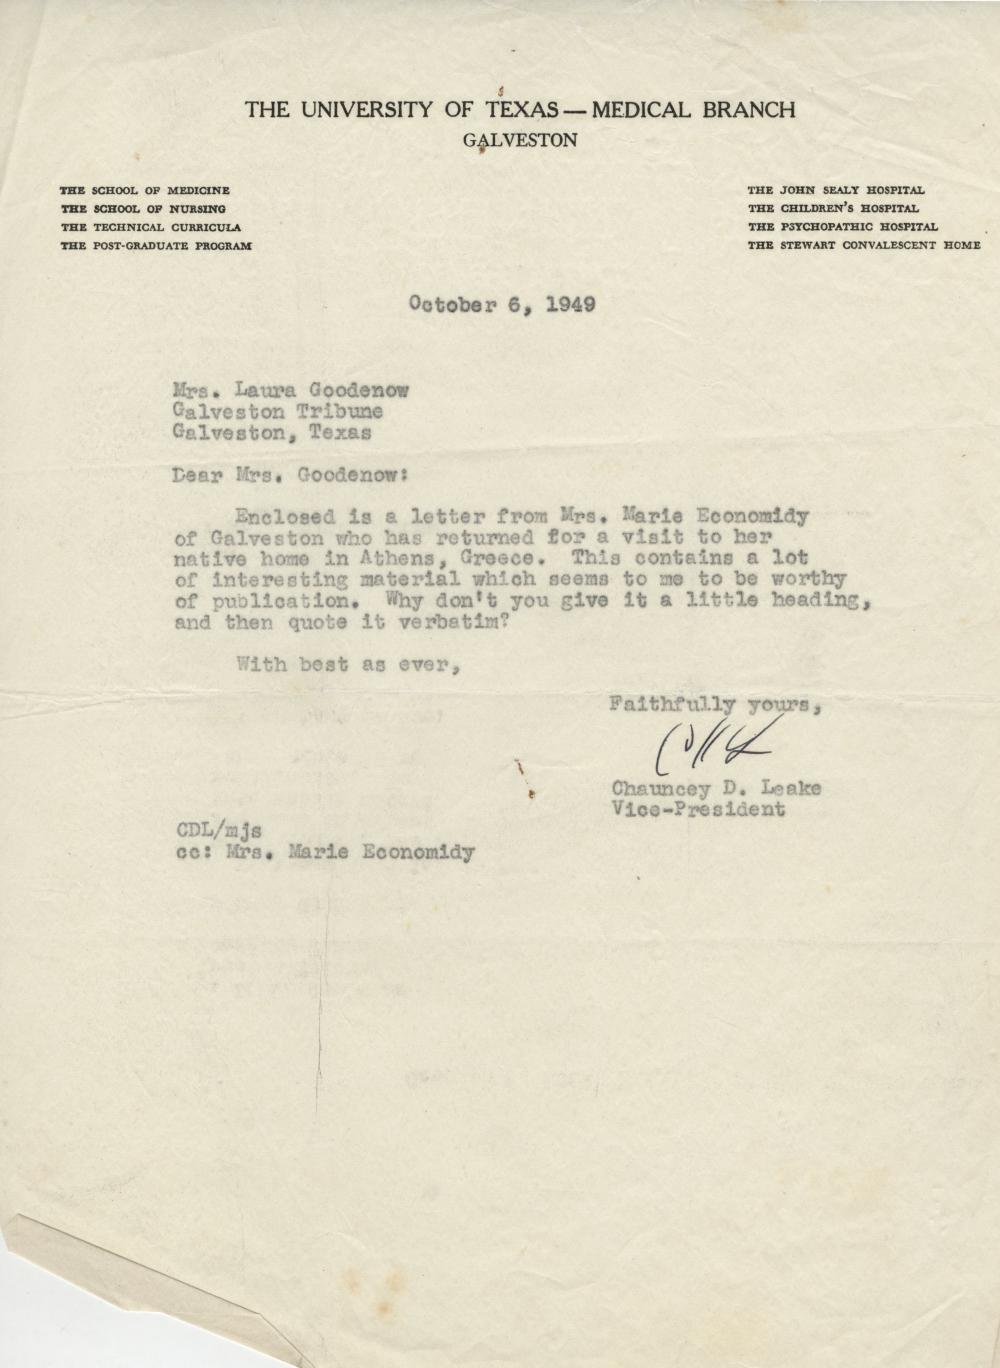 THE UNIVERSITY OF TEXAS — MEDICAL BRANCH
GALVESTON
THE SCHOOL OF MEDICINE
THE SCHOOL OF NURSING
THE TECHNICAL CURRICULA
THE POST-GRADUATE PROGRAM
THE JOHN SEALY HOSPITAL
THE CHILDREN'S HOSPITAL
THE PSYCHOPATHIC HOSPITAL
THE STEWART CONVALESCENT HOME
October 6, 1949
Mrs. Laura Goodenow
Galveston Tribune
Galveston, Texas
Dear Mrs. Goodenow:
Enclosed is a letter from Mrs. Marie Economidy
of Galveston who has returned for a visit to her
native home in Athens, Greece. This contains a lot
of interesting material which seems to me to be worthy
of publication. Why don't you give it a little heading,
and then quote it verbatim?
With best as ever,
Faithfully yours,
Chauncey D. Leake
Vice-President
CDL/mjs
cc: Mrs. Marie Economidy